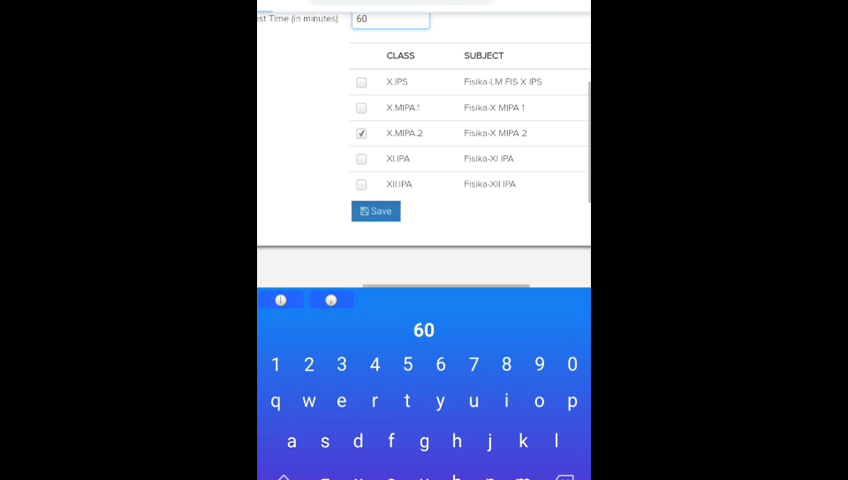 est Time (in minutes) 60
CLASS SUBJECT
X.IPS Fisika-LM FIS X IPS
X.MIPA.1 Fisika-X MIPA 1
X.MIPA.2 Fisika-X MIPA 2
XI.IPA Fisika-XI IPA
XII.IPA Fisika-XII IPA
Save
60
1 2 3 4 5 6 7 8 9 0
q w e r t y u i o p
a s d f g h j k l